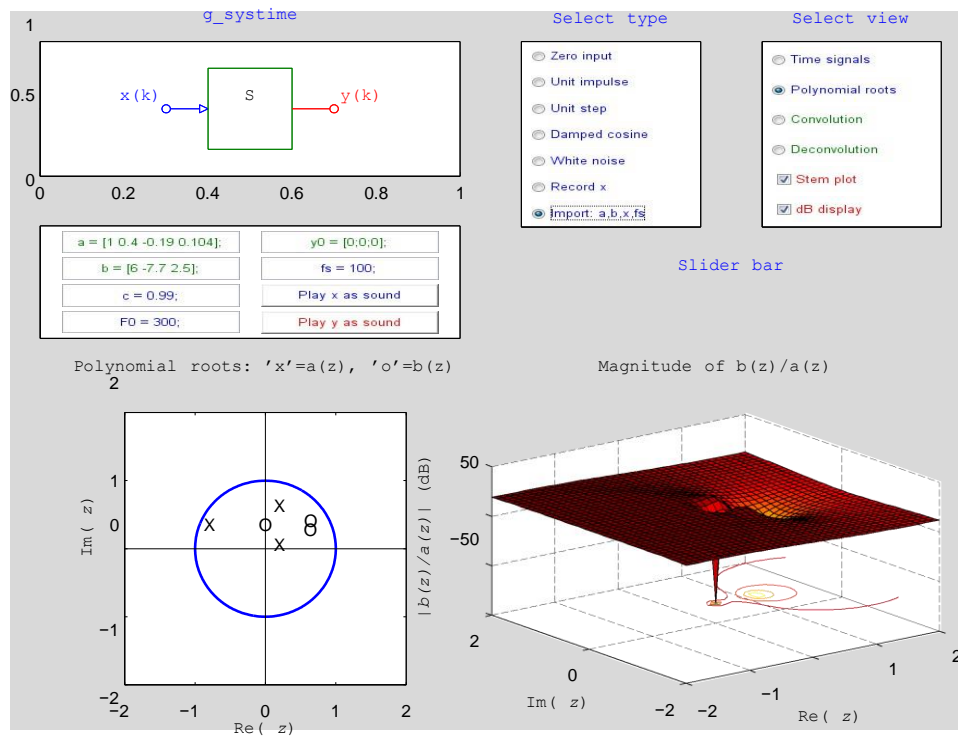 g_systime
Select type
Select view
1
0.5
0
0
0.2
0.4
0.6
0.8
1
x(k)
S
y(k)
Zero input
Unit impulse
Unit step
Damped cosine
White noise
Record x
Import: a,b,x,fs
Time signals
Polynomial roots
Convolution
Deconvolution
Stem plot
dB display
a = [1 0.4 -0.19 0.104];
y0 = [0;0;0];
b = [6 -7.7 2.5];
fs = 100;
c = 0.99;
Play x as sound
F0 = 300;
Play y as sound
Slider bar
Polynomial roots: ’x’=a(z), ’o’=b(z)
2
1
0
−1
−2
−2
−1
0
1
2
Im( z)
Re( z)
X
X
X
O
O
O
Magnitude of b(z)/a(z)
|b(z)/a(z)| (dB)
50
−50
2
0
−2
Im( z)
−2
−1
1
2
Re( z)